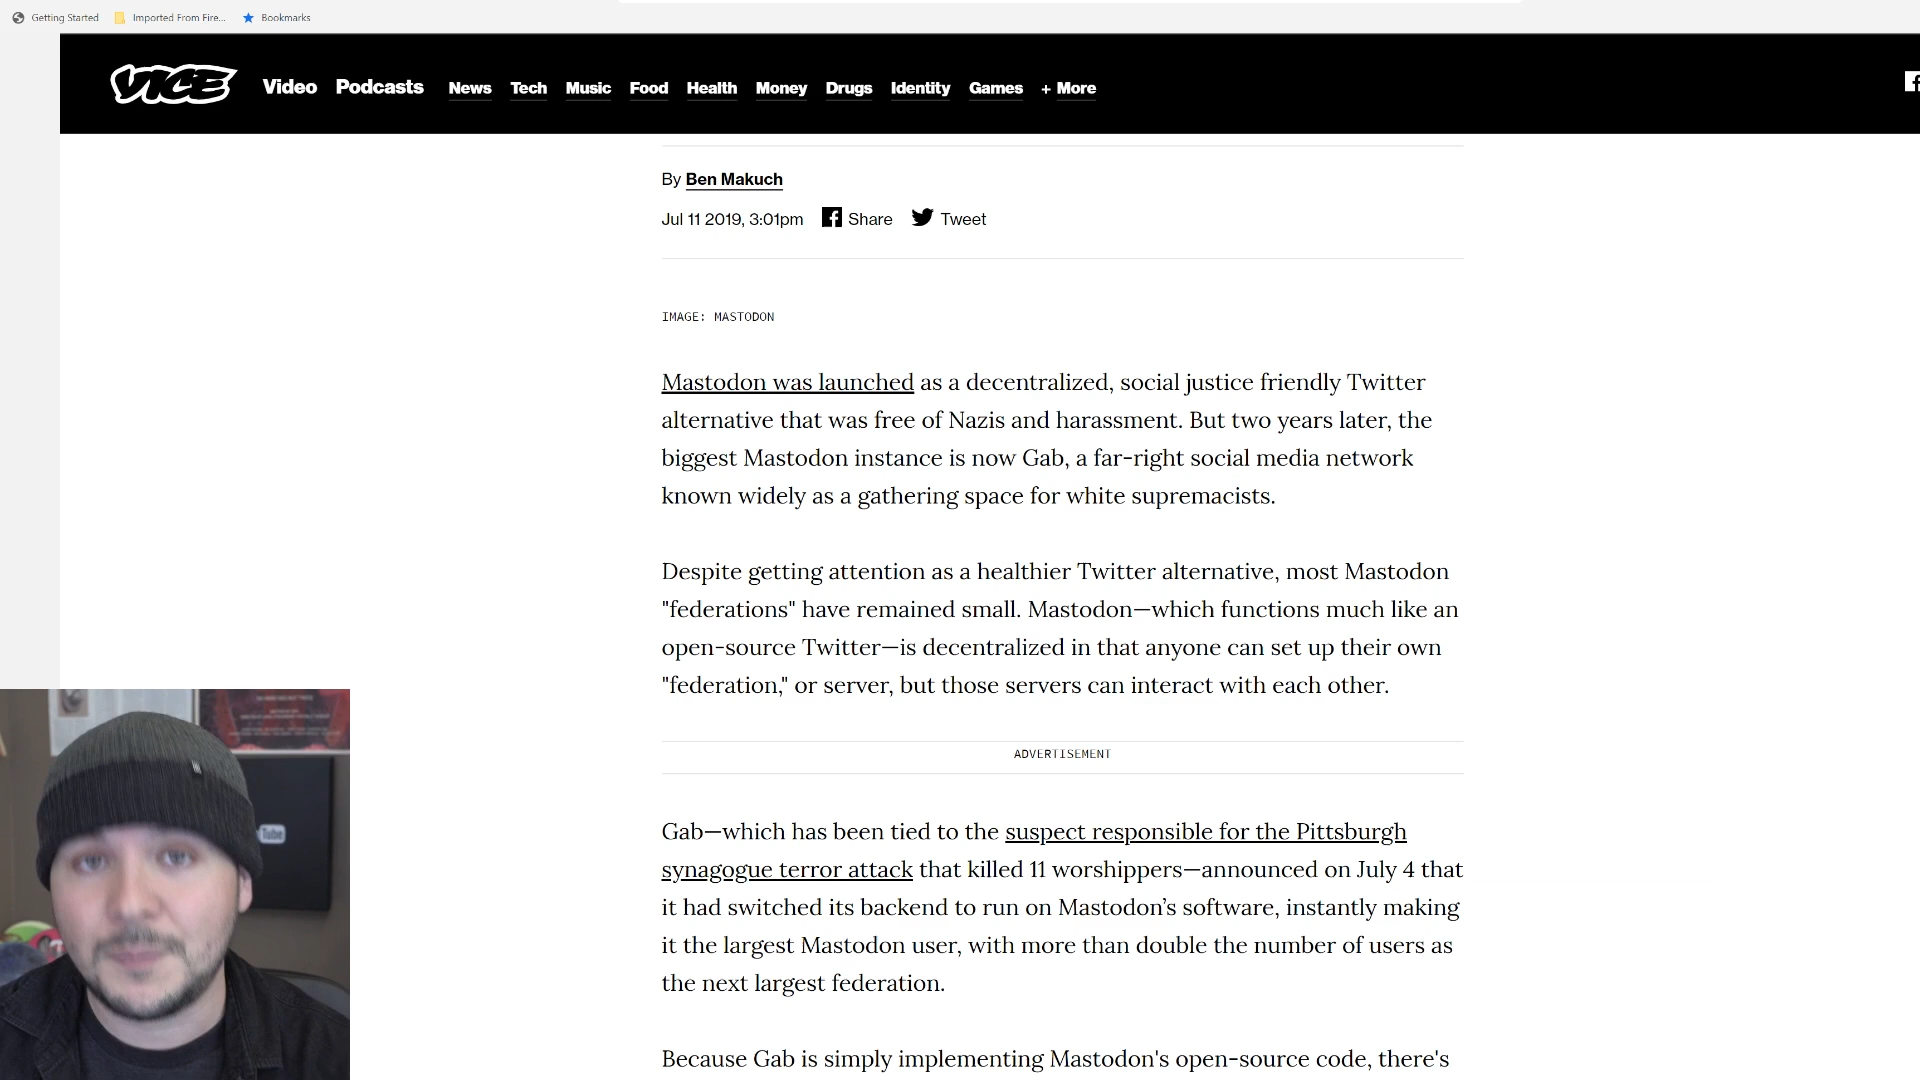 Getting Started Imported From Fire... Bookmarks
VICE Video Podcasts News Tech Music Food Health Money Drugs Identity Games + More
By Ben Makuch
Jul 11 2019, 3:01pm Share Tweet
IMAGE: MASTODON
Mastodon was launched as a decentralized, social justice friendly Twitter
alternative that was free of Nazis and harassment. But two years later, the
biggest Mastodon instance is now Gab, a far-right social media network
known widely as a gathering space for white supremacists.
Despite getting attention as a healthier Twitter alternative, most Mastodon
"federations" have remained small. Mastodon—which functions much like an
open-source Twitter—is decentralized in that anyone can set up their own
"federation," or server, but those servers can interact with each other.
ADVERTISEMENT
Gab—which has been tied to the suspect responsible for the Pittsburgh
synagogue terror attack that killed 11 worshippers—announced on July 4 that
it had switched its backend to run on Mastodon’s software, instantly making
it the largest Mastodon user, with more than double the number of users as
the next largest federation.
Because Gab is simply implementing Mastodon's open-source code, there's
Tube